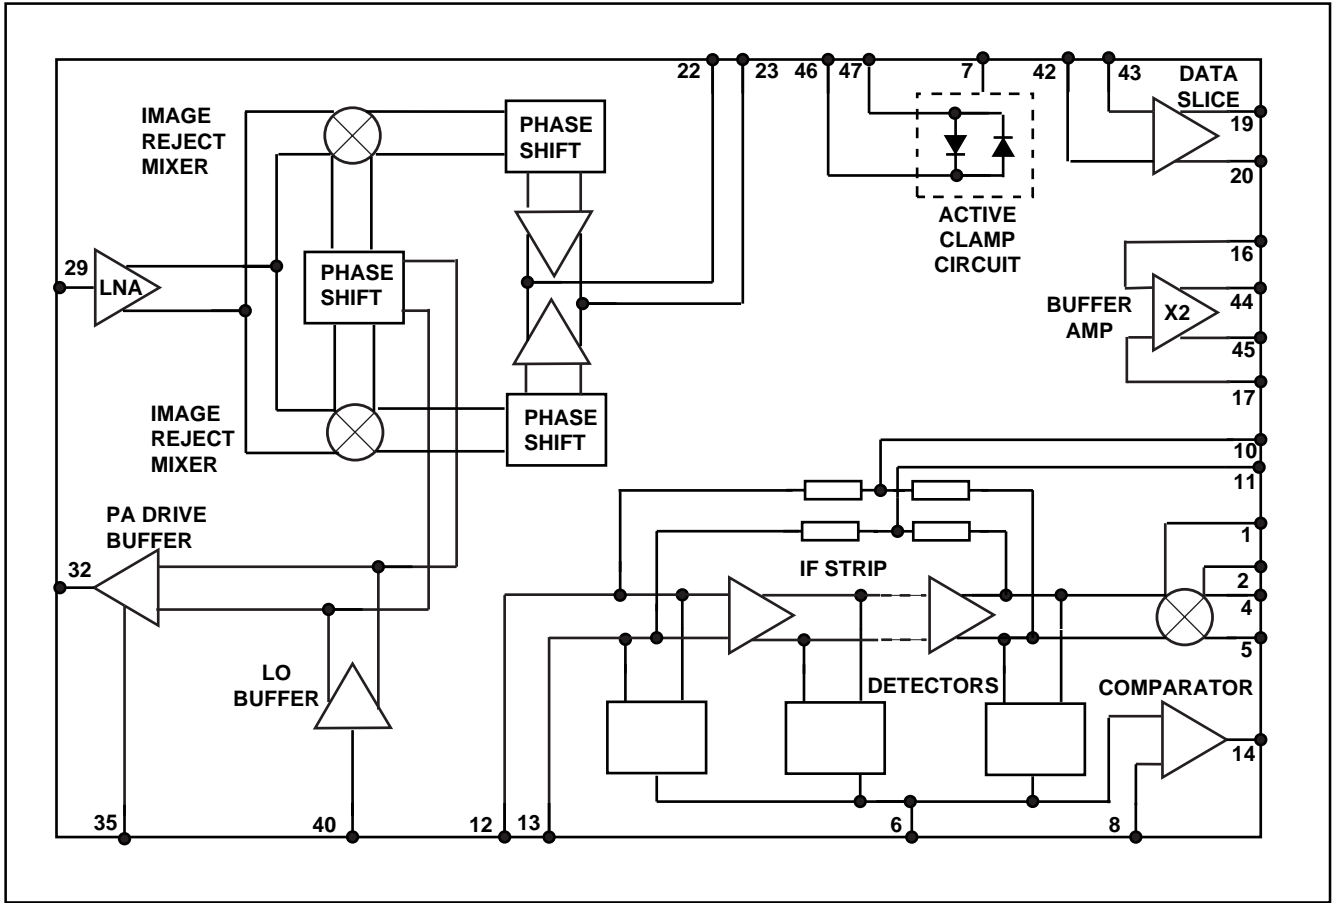 22
23
46
47
7
42
43
DATA
SLICE
19
20
IMAGE
REJECT
MIXER
PHASE
SHIFT
ACTIVE
CLAMP
CIRCUIT
29
LNA
PHASE
SHIFT
16
BUFFER
AMP
X2
44
45
17
IMAGE
REJECT
MIXER
PHASE
SHIFT
10
11
PA DRIVE
BUFFER
32
IF STRIP
1
2
4
5
LO
BUFFER
DETECTORS
COMPARATOR
14
35
40
12
13
6
8